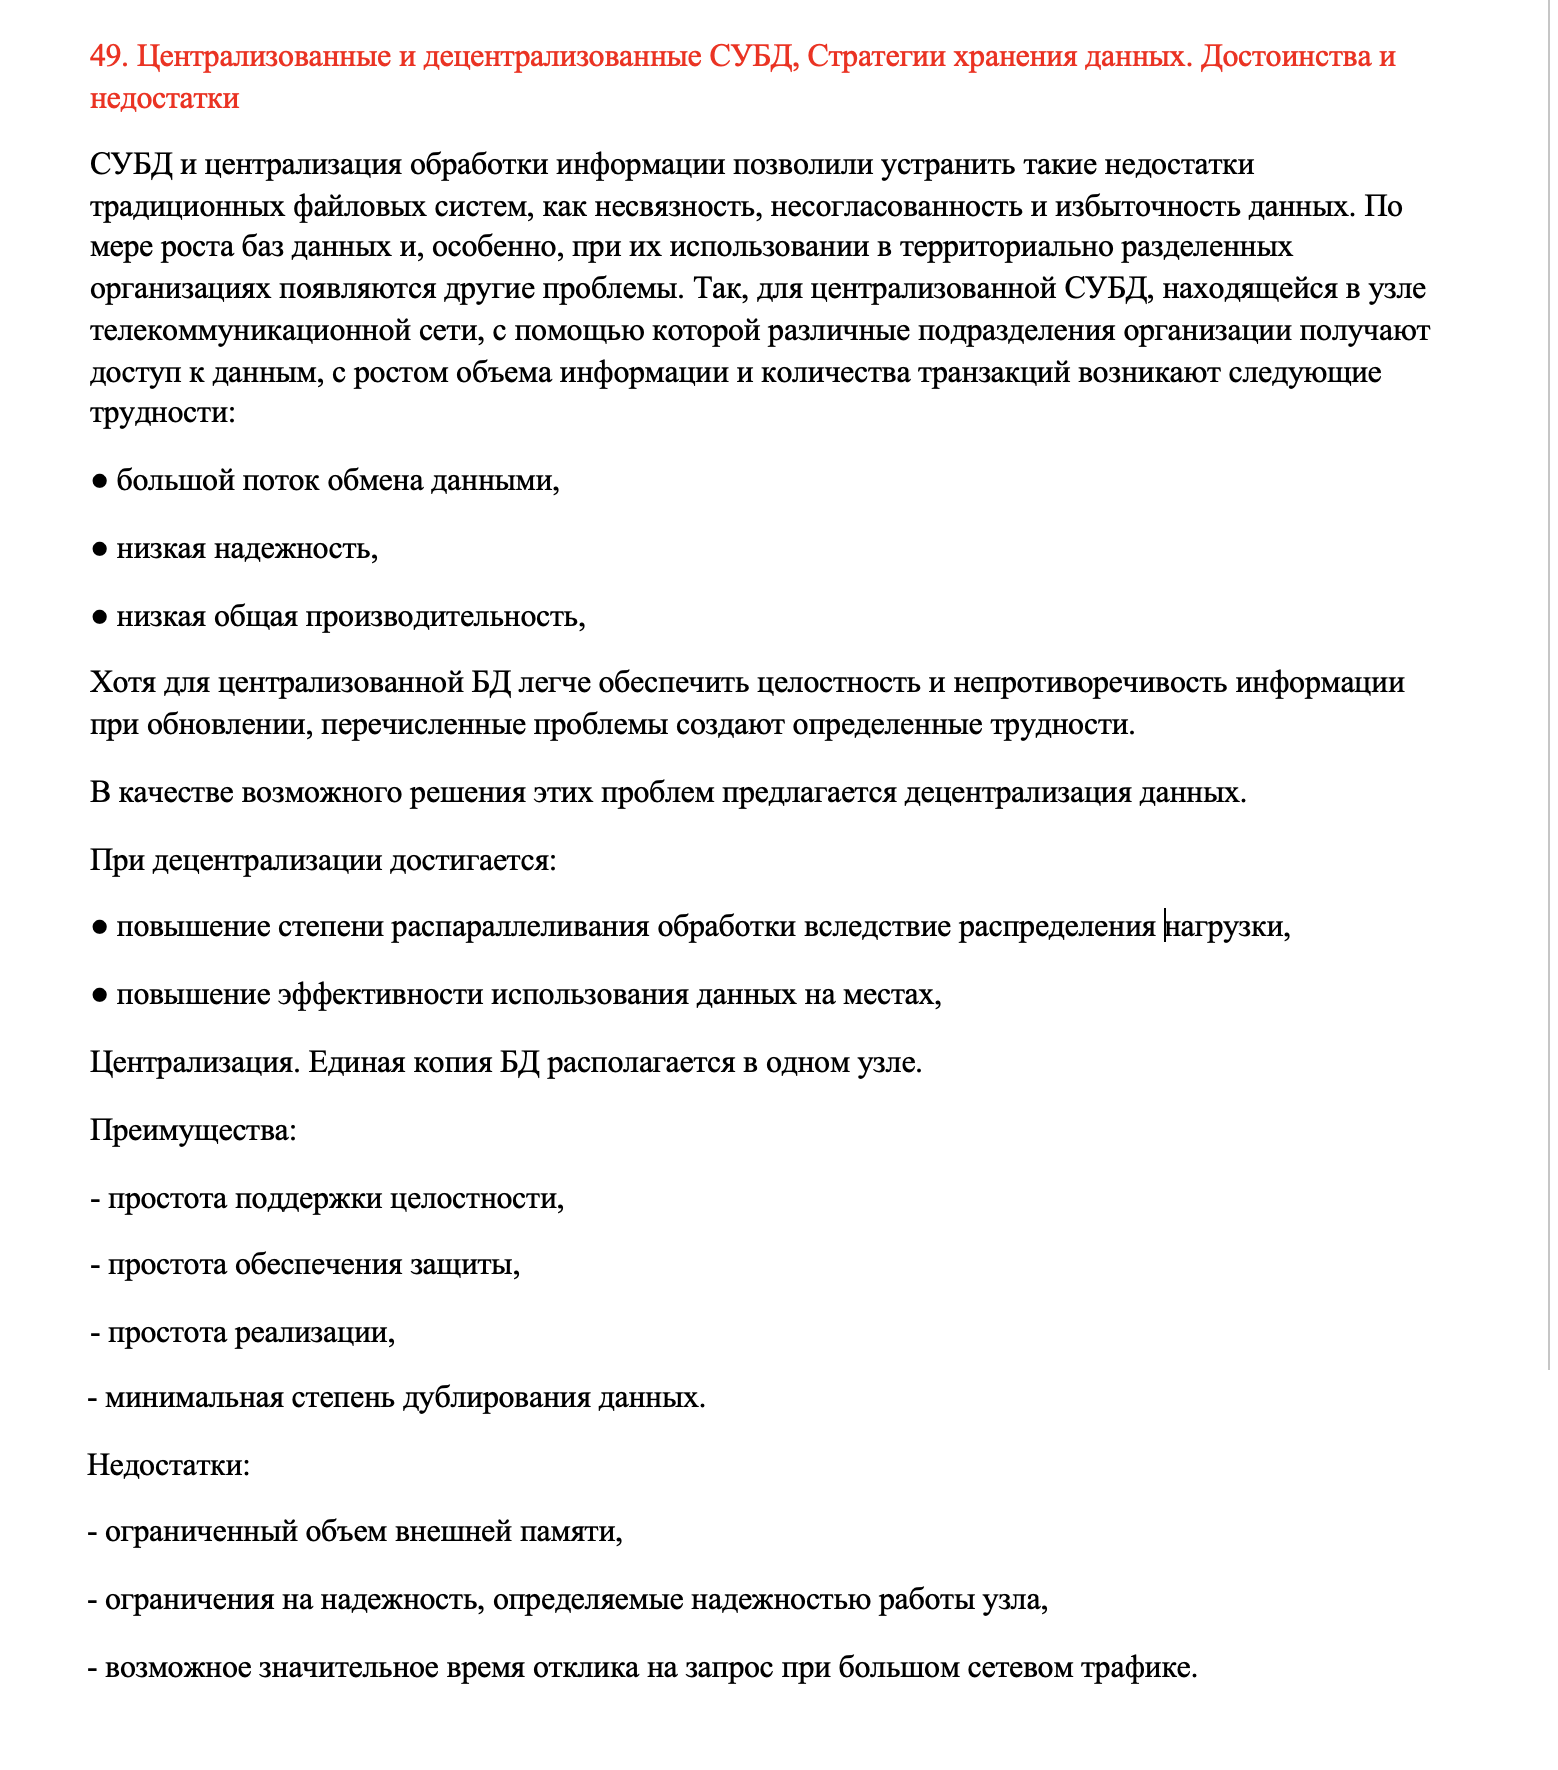 49. Централизованные и децентрализованные СУБД, Стратегии хранения данных. Достоинства и
недостатки
СУБД и централизация обработки информации позволили устранить такие недостатки
традиционных файловых систем, как несвязность, несогласованность и избыточность данных. По
мере роста баз данных и, особенно, при их использовании в территориально разделенных
организациях появляются другие проблемы. Так, для централизованной СУБД, находящейся в узле
телекоммуникационной сети, с помощью которой различные подразделения организации получают
доступ к данным, с ростом объема информации и количества транзакций возникают следующие
трудности:
● большой поток обмена данными,
● низкая надежность,
● низкая общая производительность,
Хотя для централизованной БД легче обеспечить целостность и непротиворечивость информации
при обновлении, перечисленные проблемы создают определенные трудности.
В качестве возможного решения этих проблем предлагается децентрализация данных.
При децентрализации достигается:
● повышение степени распараллеливания обработки вследствие распределения нагрузки,
● повышение эффективности использования данных на местах,
Централизация. Единая копия БД располагается в одном узле.
Преимущества:
- простота поддержки целостности,
- простота обеспечения защиты,
- простота реализации,
- минимальная степень дублирования данных.
Недостатки:
- ограниченный объем внешней памяти,
- ограничения на надежность, определяемые надежностью работы узла,
- возможное значительное время отклика на запрос при большом сетевом трафике.